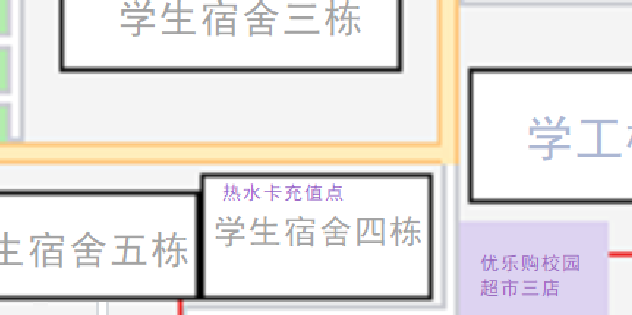 学生宿舍三栋
学工
热水卡充值点
学生宿舍四栋
生宿舍五栋
优乐购校园
超市三店